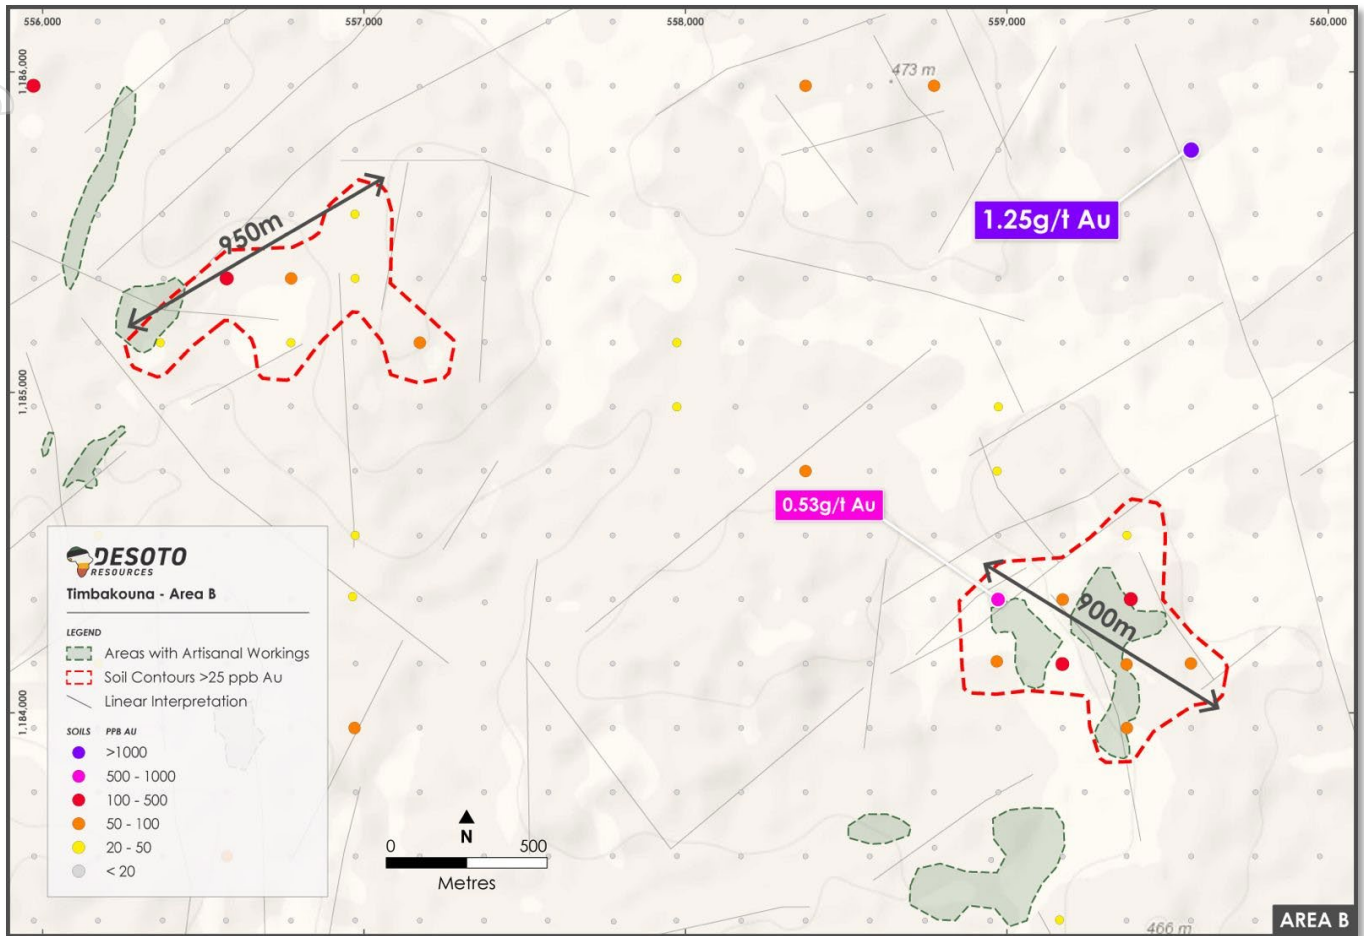 556,000
557,000
558,000
559,000
560,000
1,186,000
473 m
1.25g/t Au
950m
1,185,000
0.53g/t Au
900m
1,184,000
DESOTO
RESOURCES
Timbakouna - Area B
LEGEND
Areas with Artisanal Workings
Soil Contours >25 ppb Au
Linear Interpretation
SOILS PPB AU
>1000
500 - 1000
100 - 500
50 - 100
20 - 50
< 20
N
0 500
Metres
466 m
AREA B